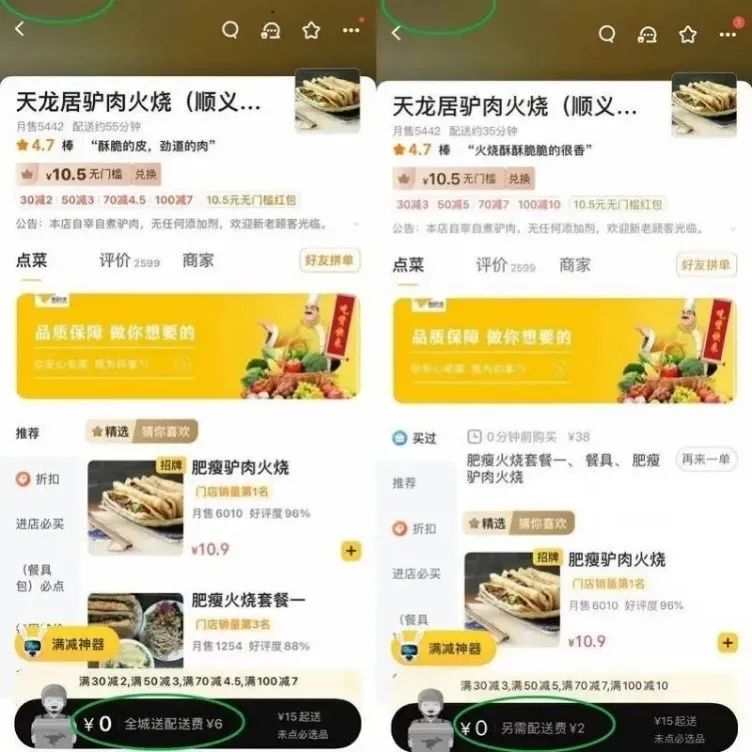 天龙居驴肉火烧（顺义...
月售5442 配送约55分钟
4.7 棒 “酥脆的皮，劲道的肉”
¥10.5无门槛 兑换
30减2 50减3 70减4.5 100减7 10.5元无门槛红包
公告：本店自宰自煮驴肉，无任何添加剂，欢迎新老顾客光临。
点菜 评价2599 商家 好友拼单
品质保障 做你想要的
吃货快来
推荐
精选 猜你喜欢
折扣
进店必买
（餐具包）必点
招牌 肥瘦驴肉火烧
门店销量第1名
月售6010 好评度96%
¥10.9
肥瘦火烧套餐一
门店销量第3名
月售1254 好评度88%
满减神器
满30减2,满50减3,满70减4.5,满100减7
¥0 全城送配送费¥6
¥15起送
未点必选品
天龙居驴肉火烧（顺义...
月售5442 配送约35分钟
4.7 棒 “火烧酥酥脆脆的很香”
¥10.5无门槛 兑换
30减3 50减5 70减7 100减10 10.5元无门槛红包
公告：本店自宰自煮驴肉，无任何添加剂，欢迎新老顾客光临。
点菜 评价2599 商家 好友拼单
品质保障 做你想要的
吃货快来
买过
0分钟前购买 ¥38
肥瘦火烧套餐一、餐具、肥瘦
驴肉火烧
再来一单
推荐
折扣
进店必买
（餐具
精选 猜你喜欢
招牌 肥瘦驴肉火烧
门店销量第1名
月售6010 好评度96%
¥10.9
满减神器
满30减3,满50减5,满70减7,满100减10
¥0 另需配送费¥2
¥15起送
未点必选品